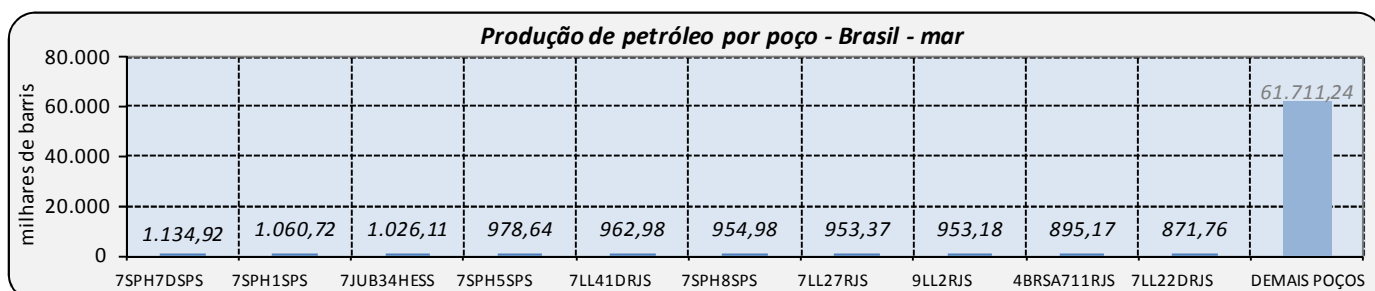 Produção de petróleo por poço - Brasil - mar
milhares de barris
80.000
60.000
40.000
20.000
0
1.134,92 1.060,72 1.026,11 978,64 962,98 954,98 953,37 953,18 895,17 871,76 61.711,24
7SPH7DSPS 7SPH1SPS 7JUB34HESS 7SPH5SPS 7LL41DRJS 7SPH8SPS 7LL27RJS 9LL2RJS 4BRSA711RJS 7LL22DRJS DEMAIS POÇOS